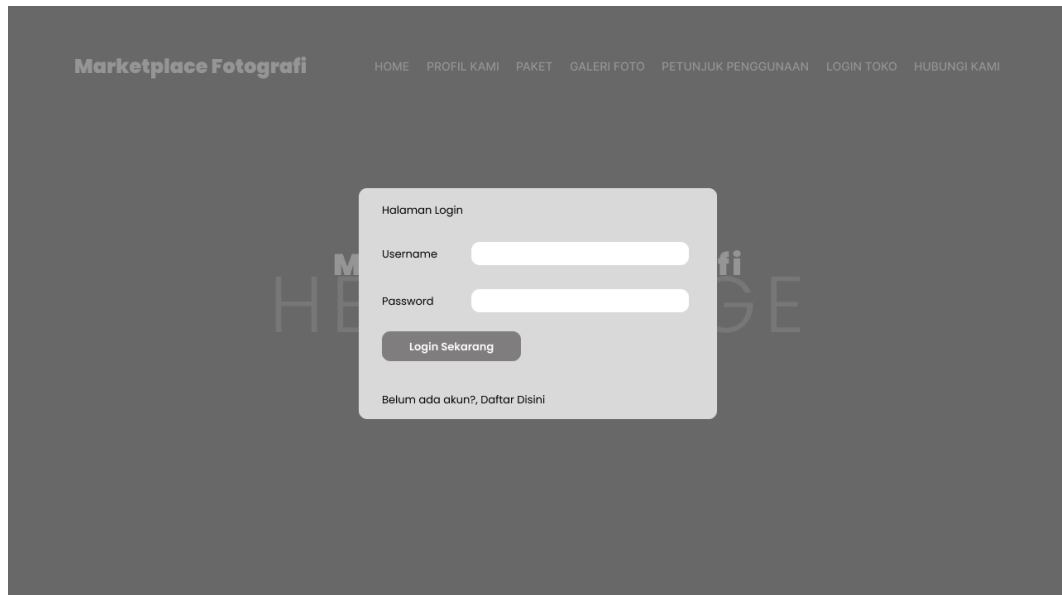 Marketplace Fotografi
HOME PROFIL KAMI PAKET GALERI FOTO PETUNJUK PENGGUNAAN LOGIN TOKO HUBUNGI KAMI
Halaman Login
Username
Password
Login Sekarang
Belum ada akun?, Daftar Disini